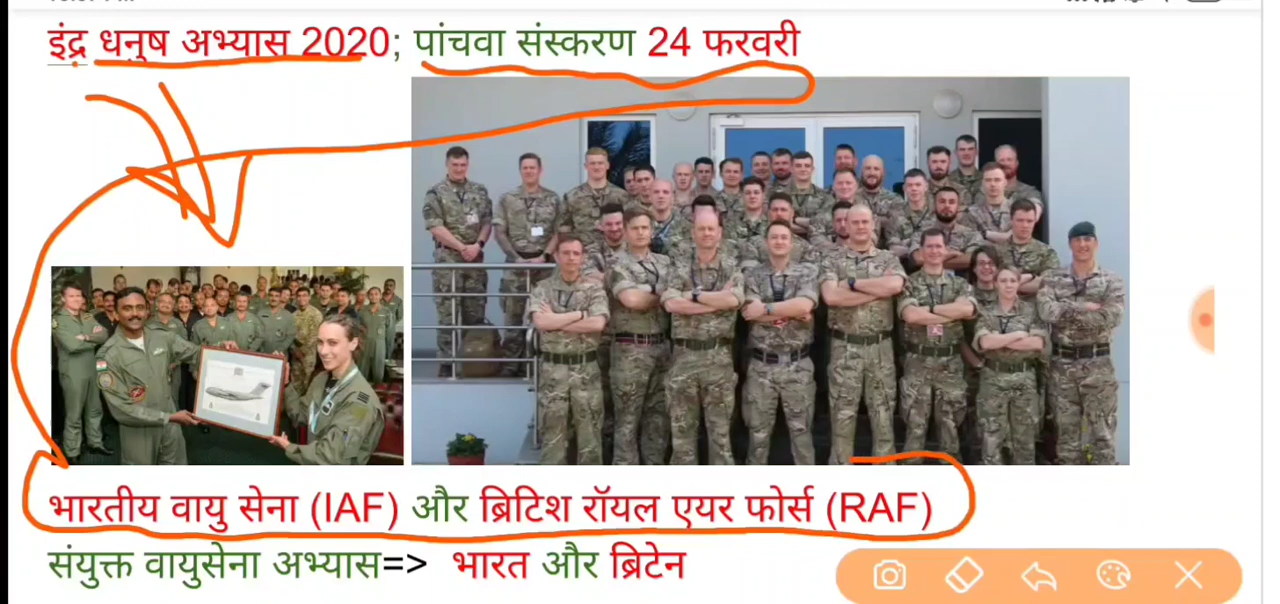 इंद्र धनुष अभ्यास 2020; पांचवा संस्करण 24 फरवरी
भारतीय वायु सेना (IAF) और ब्रिटिश रॉयल एयर फोर्स (RAF)
संयुक्त वायुसेना अभ्यास=> भारत और ब्रिटेन